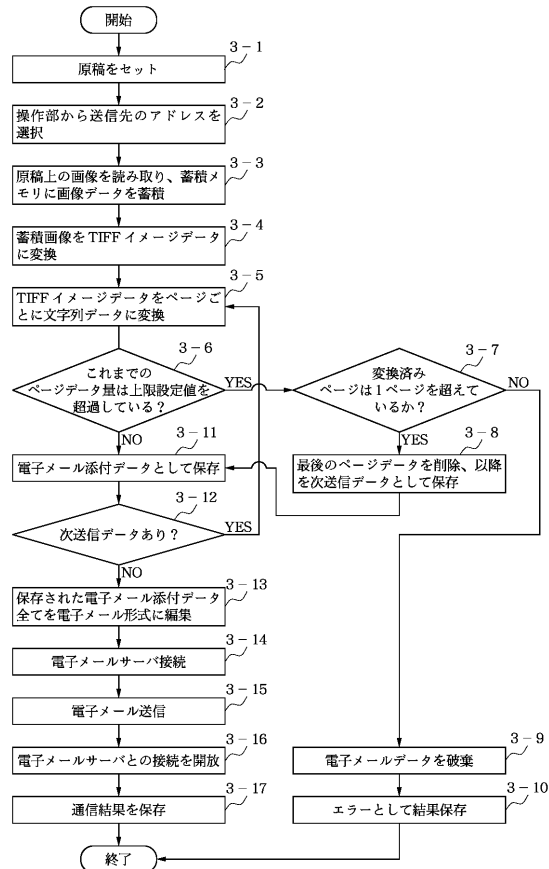 開始
3-1
原稿をセット
3-2
操作部から送信先のアドレスを
選択
3-3
原稿上の画像を読み取り、蓄積メ
モリに画像データを蓄積
3-4
蓄積画像をTIFFイメージデータ
に変換
3-5
TIFFイメージデータをページご
とに文字列データに変換
3-6
これまでの
ページデータ量は上限設定値を
超過している？
YES
NO
3-7
変換済み
ページは1ページを超えて
いるか？
NO
YES
3-8
最後のページデータを削除、以降
を次送信データとして保存
3-11
電子メール添付データとして保存
3-12
次送信データあり？
YES
NO
3-13
保存された電子メール添付データ
全てを電子メール形式に編集
3-14
電子メールサーバ接続
3-15
電子メール送信
3-16
電子メールサーバとの接続を開放
3-17
通信結果を保存
3-9
電子メールデータを破棄
3-10
エラーとして結果保存
終了